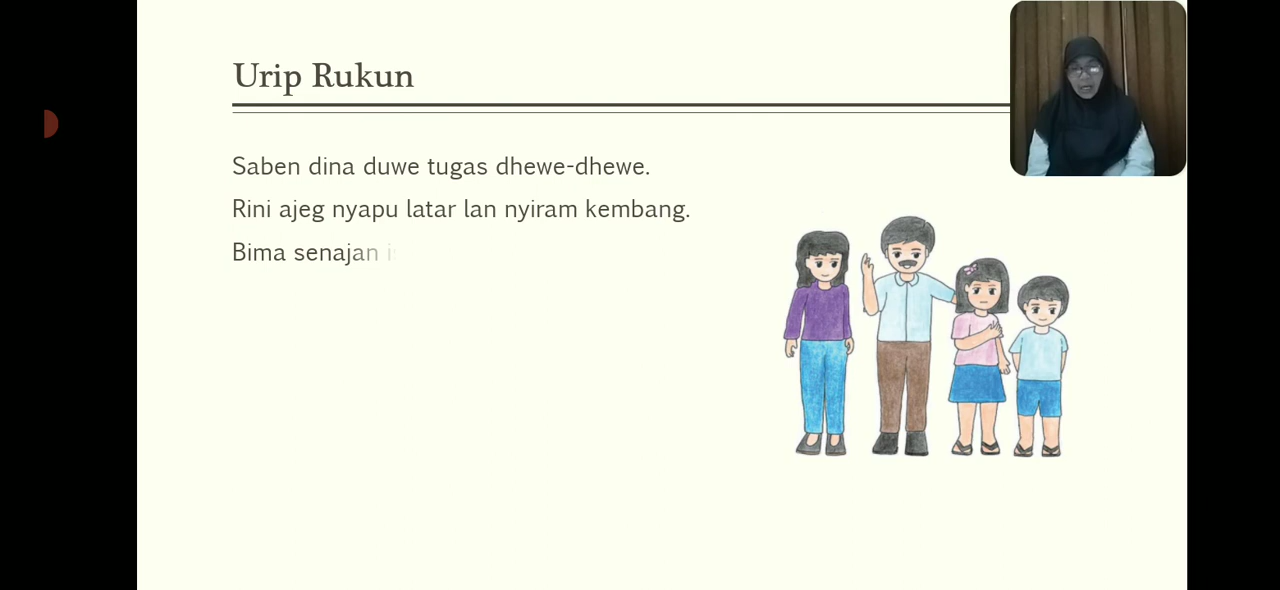 Urip Rukun
Saben dina duwe tugas dhewe-dhewe.
Rini ajeg nyapu latar lan nyiram kembang.
Bima senajan